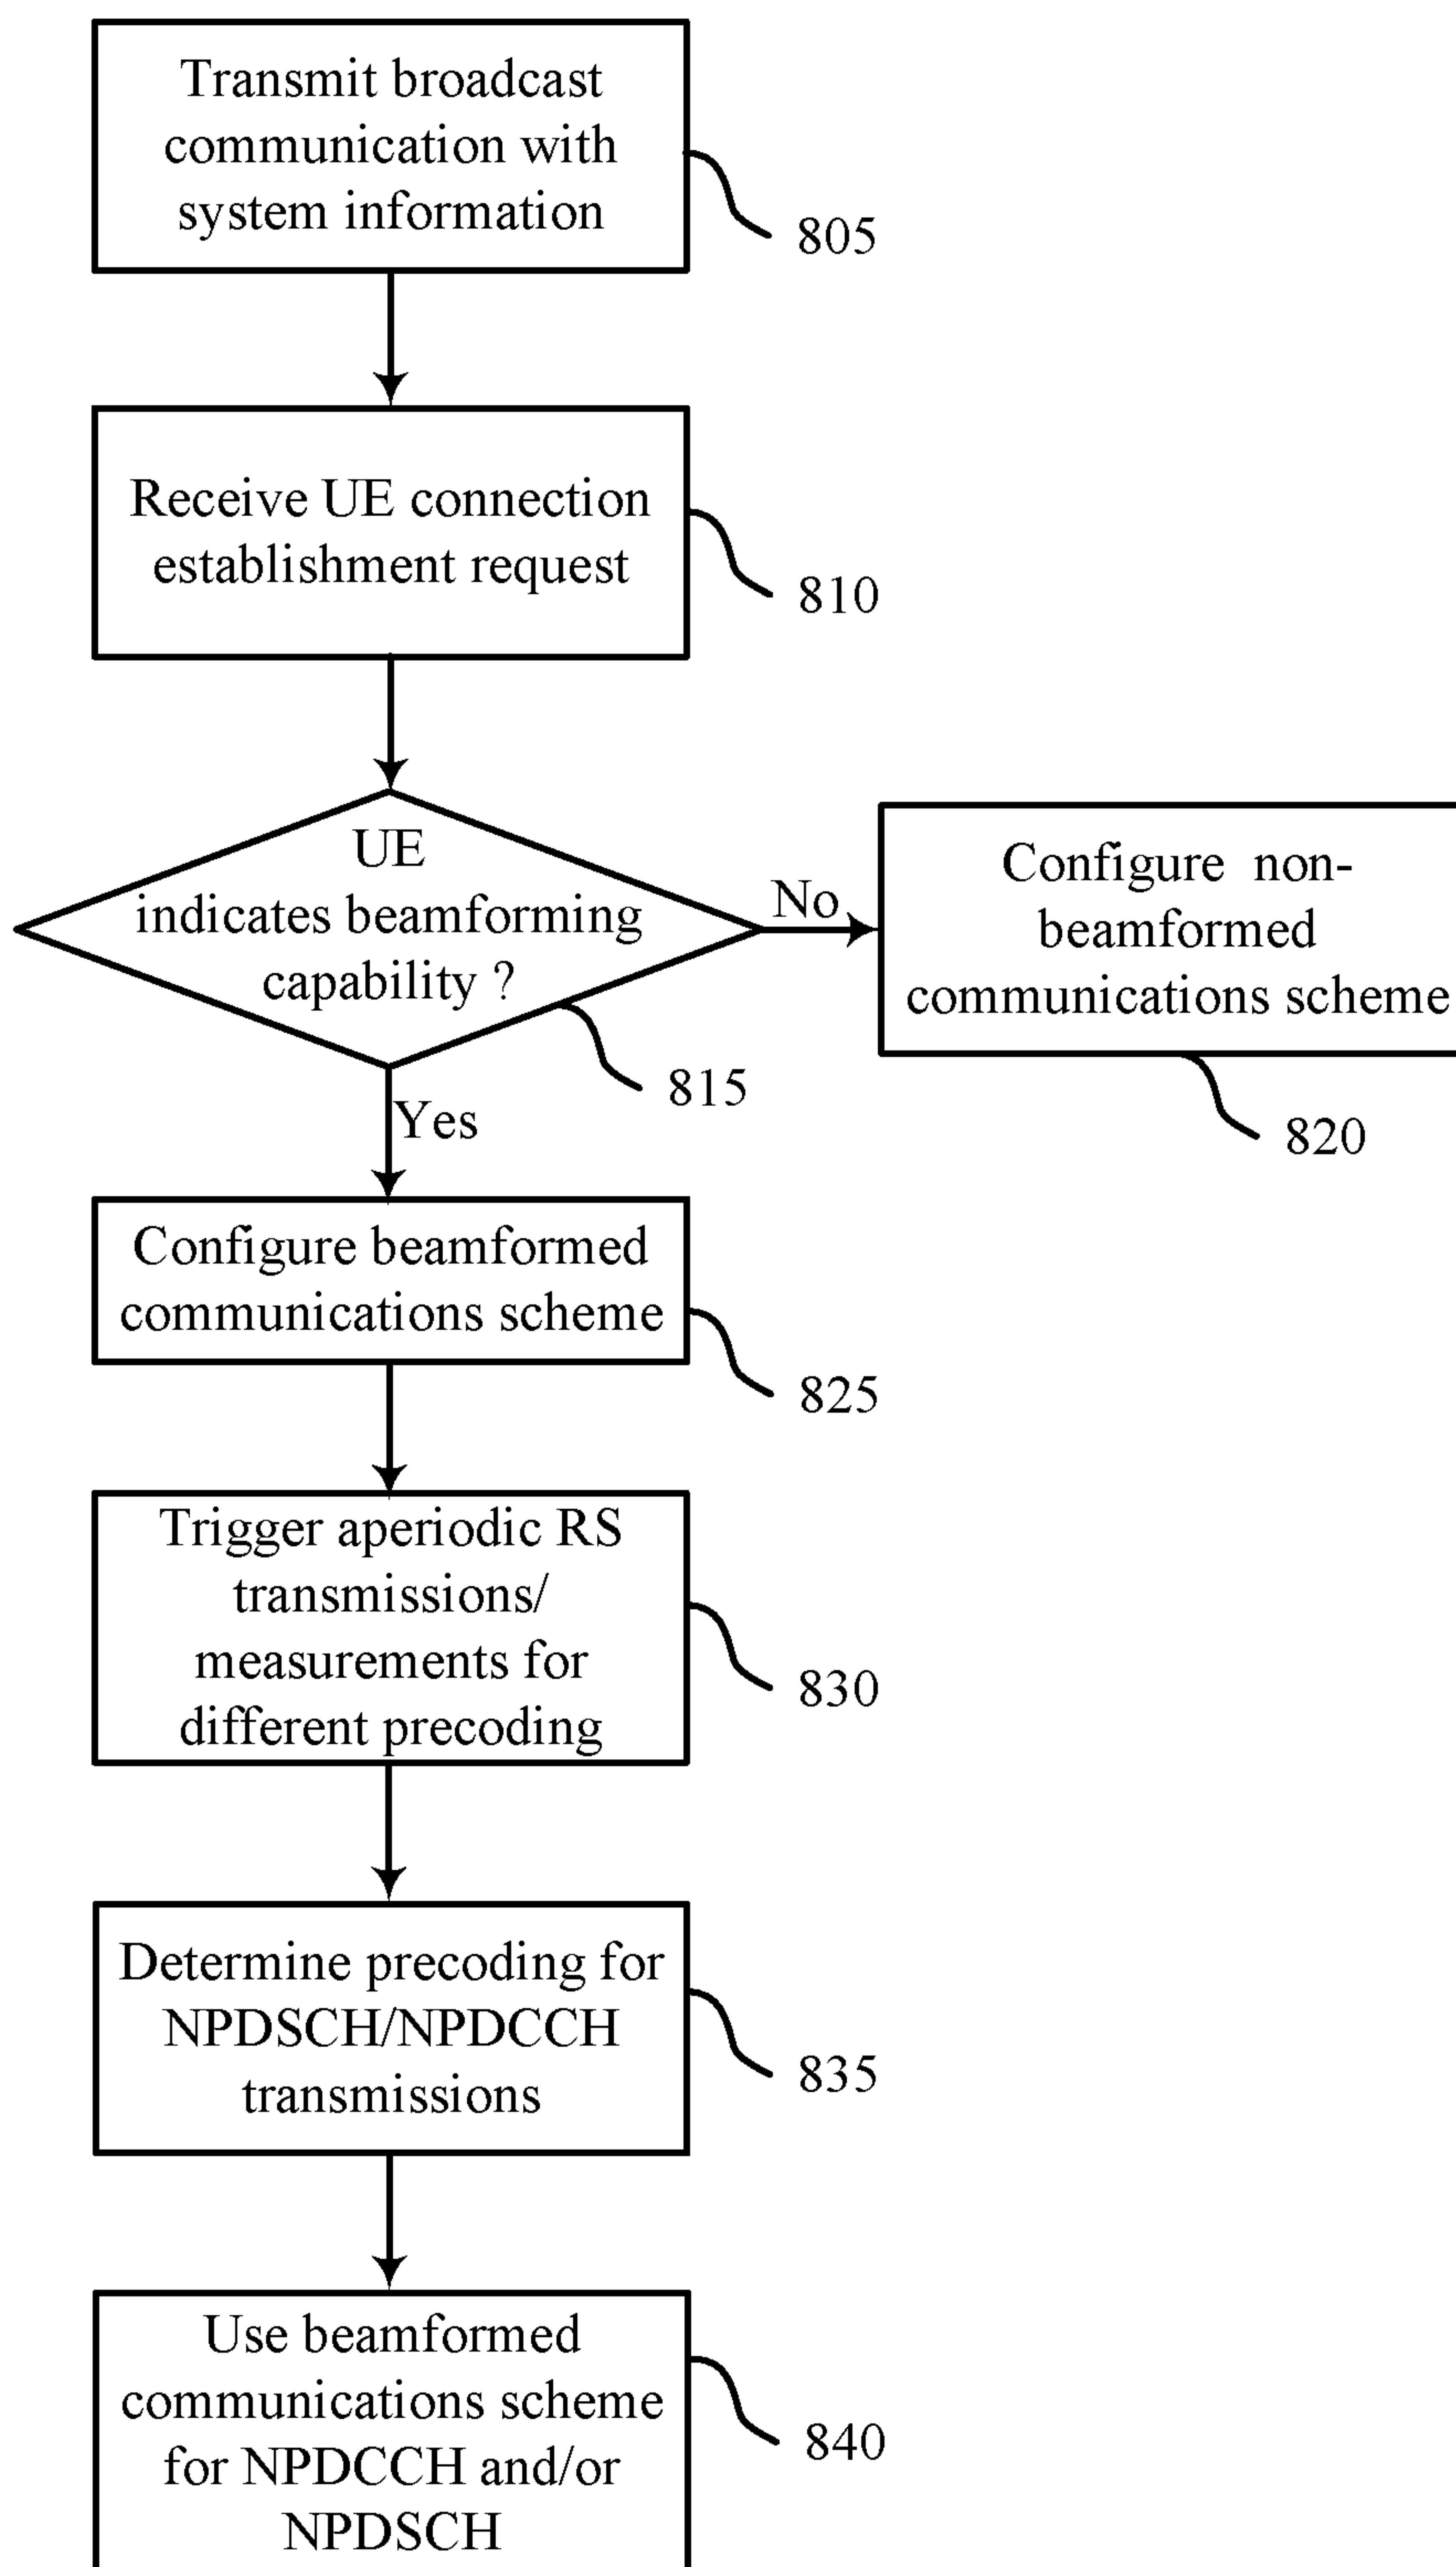 Transmit broadcast
communication with
system information
805
Receive UE connection
establishment request
810
UE
indicates beamforming
capability ?
815
No
Configure non-
beamformed
communications scheme
820
Yes
Configure beamformed
communications scheme
825
Trigger aperiodic RS
transmissions/
measurements for
different precoding
830
Determine precoding for
NPDSCH/NPDCCH
transmissions
835
Use beamformed
communications scheme
for NPDCCH and/or
NPDSCH
840